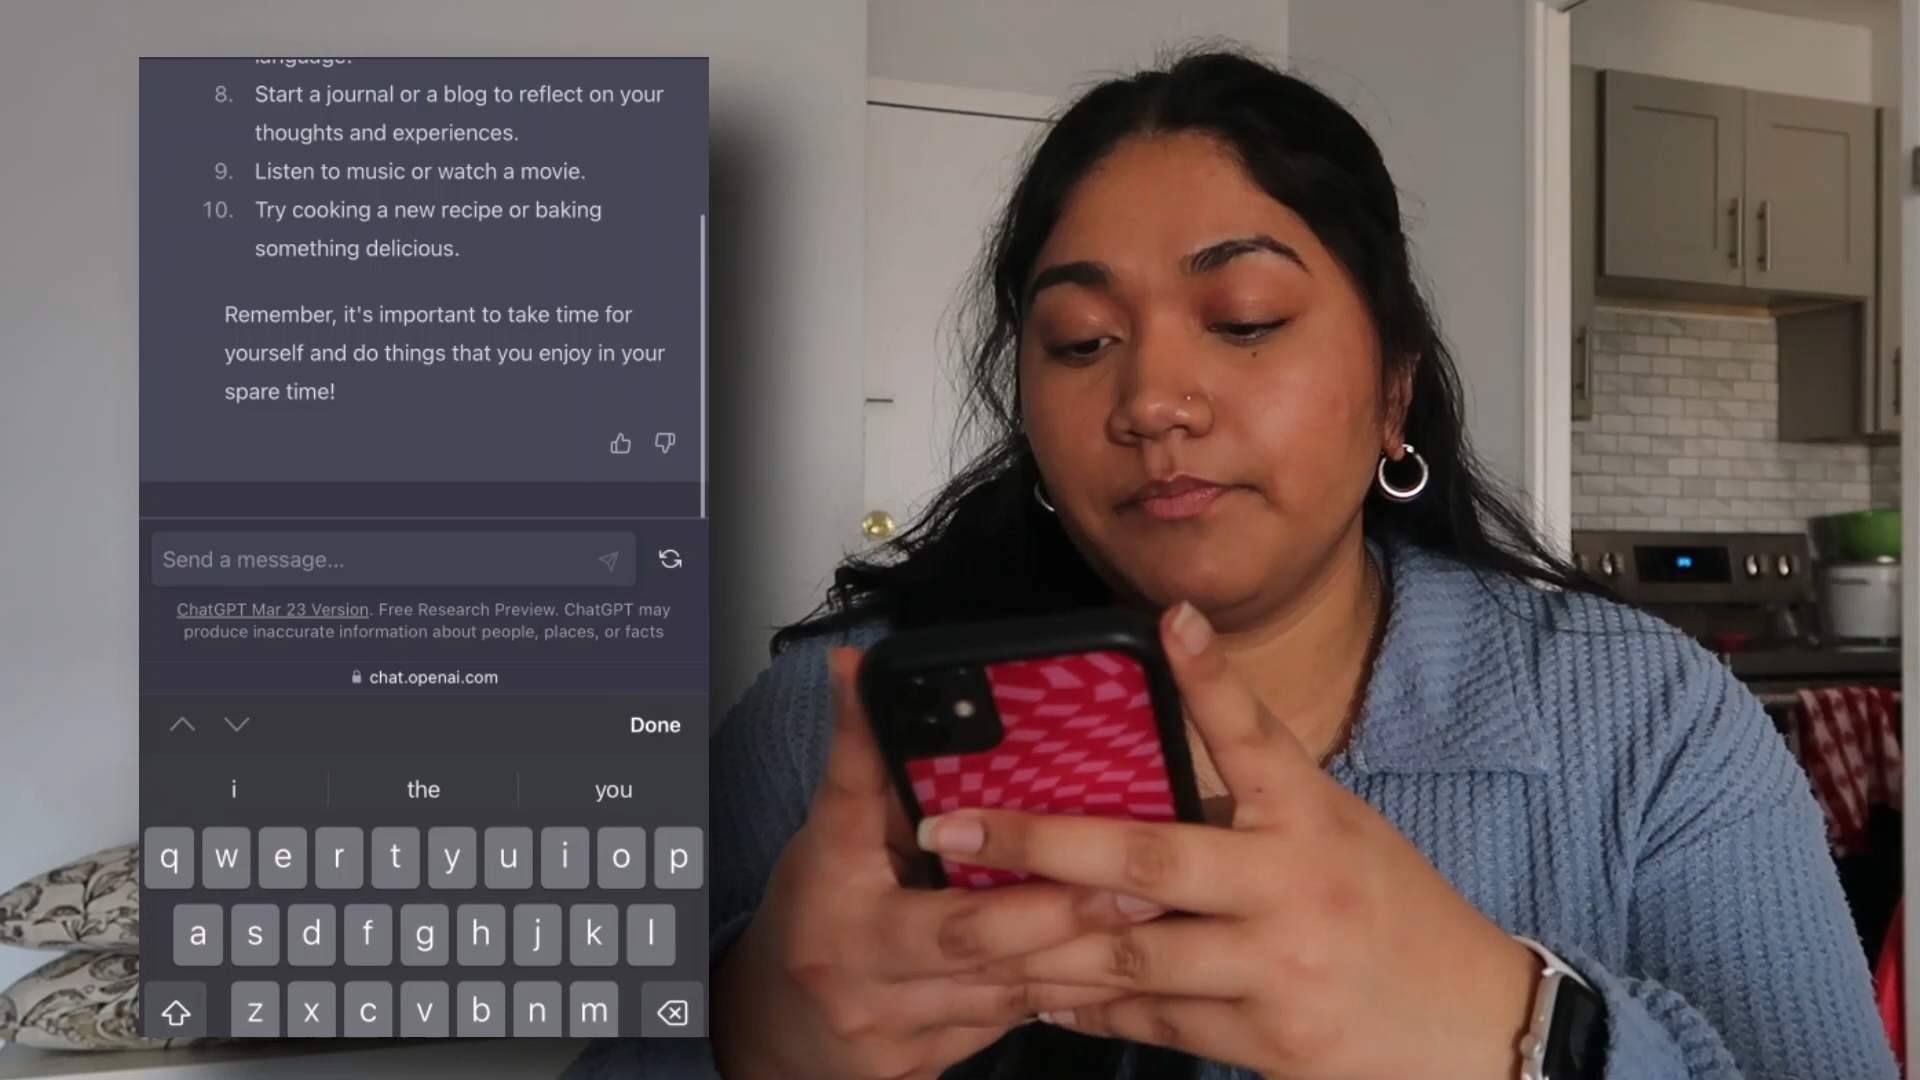 language.
8. Start a journal or a blog to reflect on your
thoughts and experiences.
9. Listen to music or watch a movie.
10. Try cooking a new recipe or baking
something delicious.
Remember, it's important to take time for
yourself and do things that you enjoy in your
spare time!
Send a message...
ChatGPT Mar 23 Version. Free Research Preview. ChatGPT may
produce inaccurate information about people, places, or facts
chat.openai.com
Done
i the you
q w e r t y u i o p
a s d f g h j k l
z x c v b n m